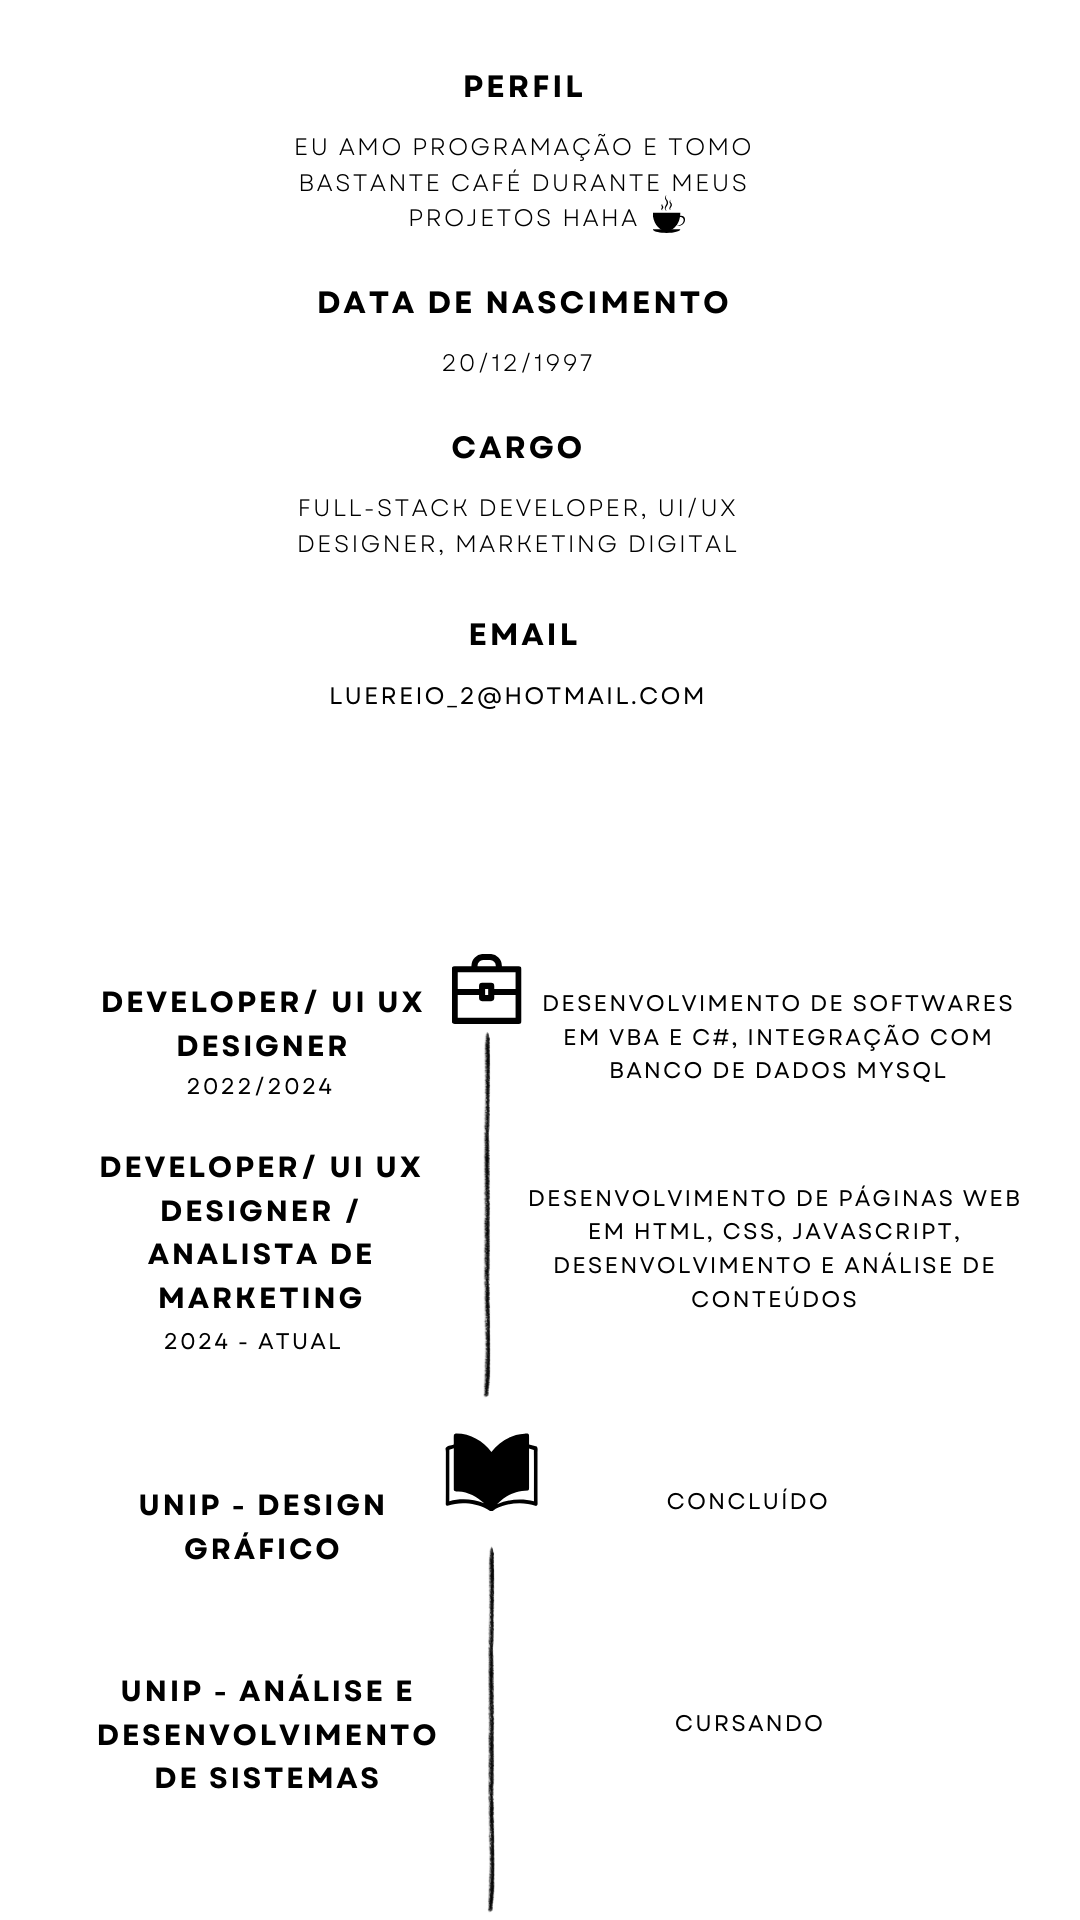 PERFIL
EU AMO PROGRAMAÇÃO E TOMO
BASTANTE CAFÉ DURANTE MEUS
PROJETOS HAHA
DATA DE NASCIMENTO
20/12/1997
CARGO
FULL-STACK DEVELOPER, UI/UX
DESIGNER, MARKETING DIGITAL
EMAIL
LUEREIO_2@HOTMAIL.COM
DEVELOPER/ UI UX
DESIGNER
2022/2024
DESENVOLVIMENTO DE SOFTWARES
EM VBA E C#, INTEGRAÇÃO COM
BANCO DE DADOS MYSQL
DEVELOPER/ UI UX
DESIGNER /
ANALISTA DE
MARKETING
2024 - ATUAL
DESENVOLVIMENTO DE PÁGINAS WEB
EM HTML, CSS, JAVASCRIPT,
DESENVOLVIMENTO E ANÁLISE DE
CONTEÚDOS
UNIP - DESIGN
GRÁFICO
CONCLUÍDO
UNIP - ANÁLISE E
DESENVOLVIMENTO
DE SISTEMAS
CURSANDO